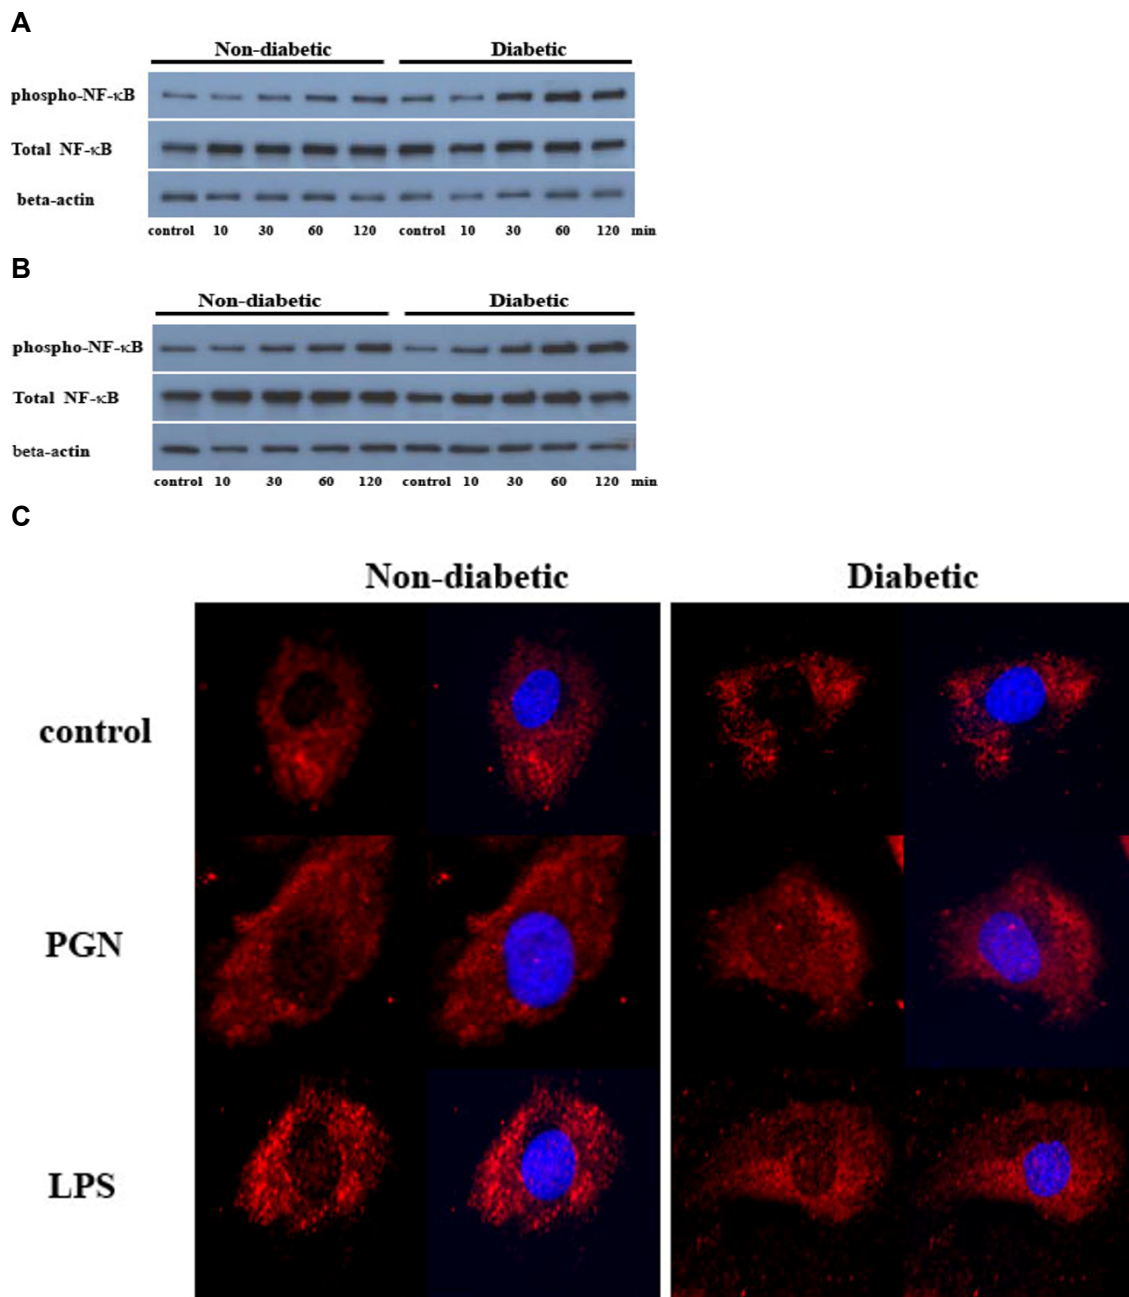 A
Non-diabetic Diabetic
phospho-NF-κB
Total NF-κB
beta-actin
control 10 30 60 120 control 10 30 60 120 min
B
Non-diabetic Diabetic
phospho-NF-κB
Total NF-κB
beta-actin
control 10 30 60 120 control 10 30 60 120 min
C
Non-diabetic Diabetic
control
PGN
LPS